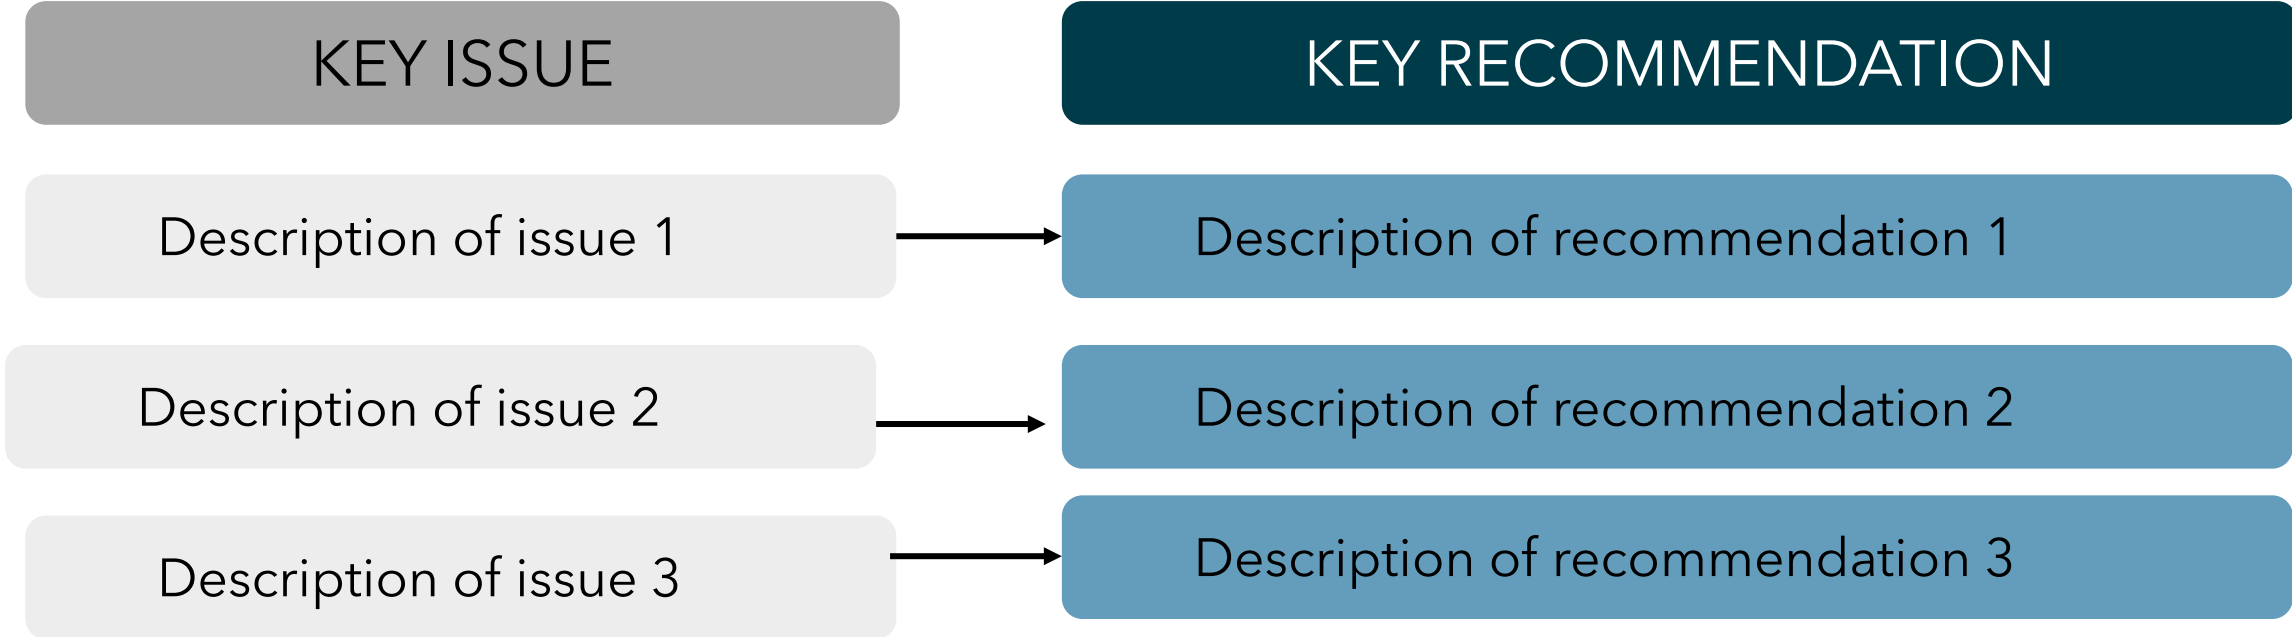 KEY ISSUE
KEY RECOMMENDATION
Description of issue 1
Description of recommendation 1
Description of issue 2
Description of recommendation 2
Description of issue 3
Description of recommendation 3